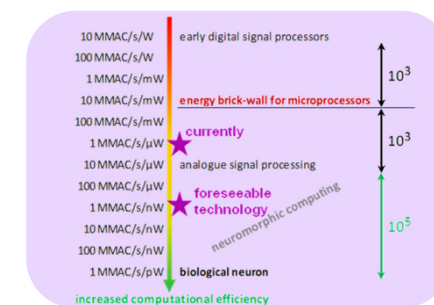 10 MMAC/s/W early digital signal processors
100 MMAC/s/W
10³
1 MMAC/s/mW
10 MMAC/s/mW energy brick-wall for microprocessors
100 MMAC/s/mW
currently
10³
1 MMAC/s/µW
10 MMAC/s/µW analogue signal processing
100 MMAC/s/µW
foreseeable
technology
1 MMAC/s/nW
neuromorphic computing
10⁵
10 MMAC/s/nW
100 MMAC/s/nW
1 MMAC/s/pW biological neuron
increased computational efficiency